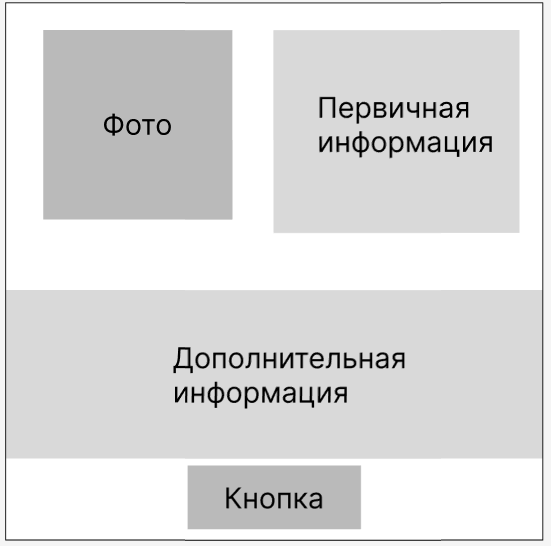 Фото
Первичная
информация
Дополнительная
информация
Кнопка